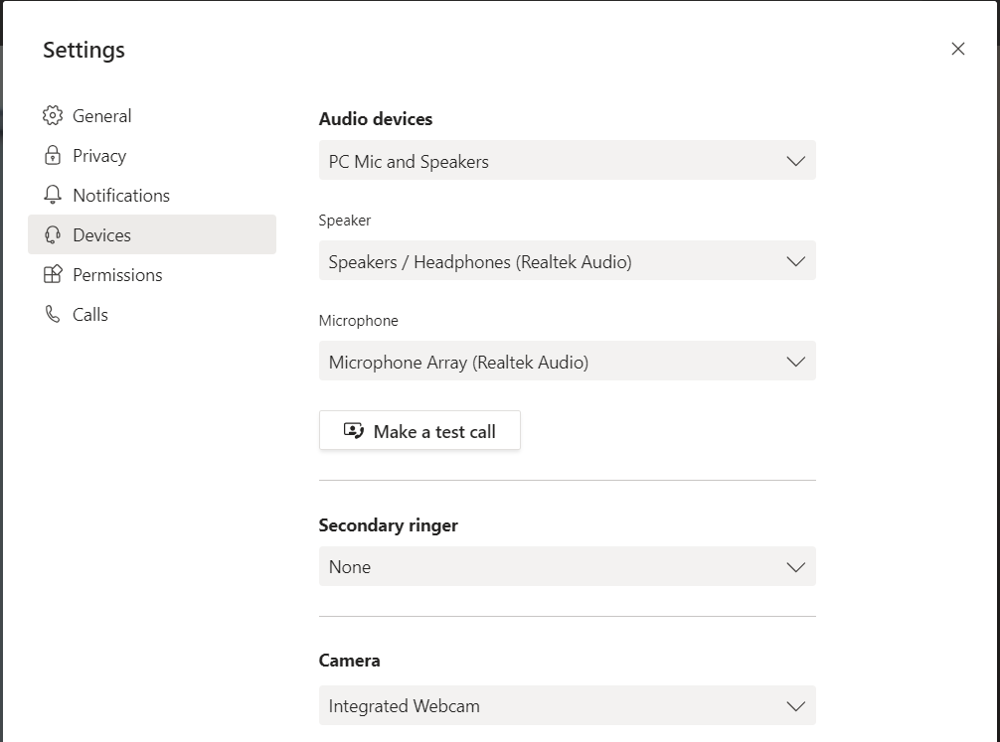 Settings
General
Privacy
Notifications
Devices
Permissions
Calls
Audio devices
PC Mic and Speakers
Speaker
Speakers / Headphones (Realtek Audio)
Microphone
Microphone Array (Realtek Audio)
Make a test call
Secondary ringer
None
Camera
Integrated Webcam